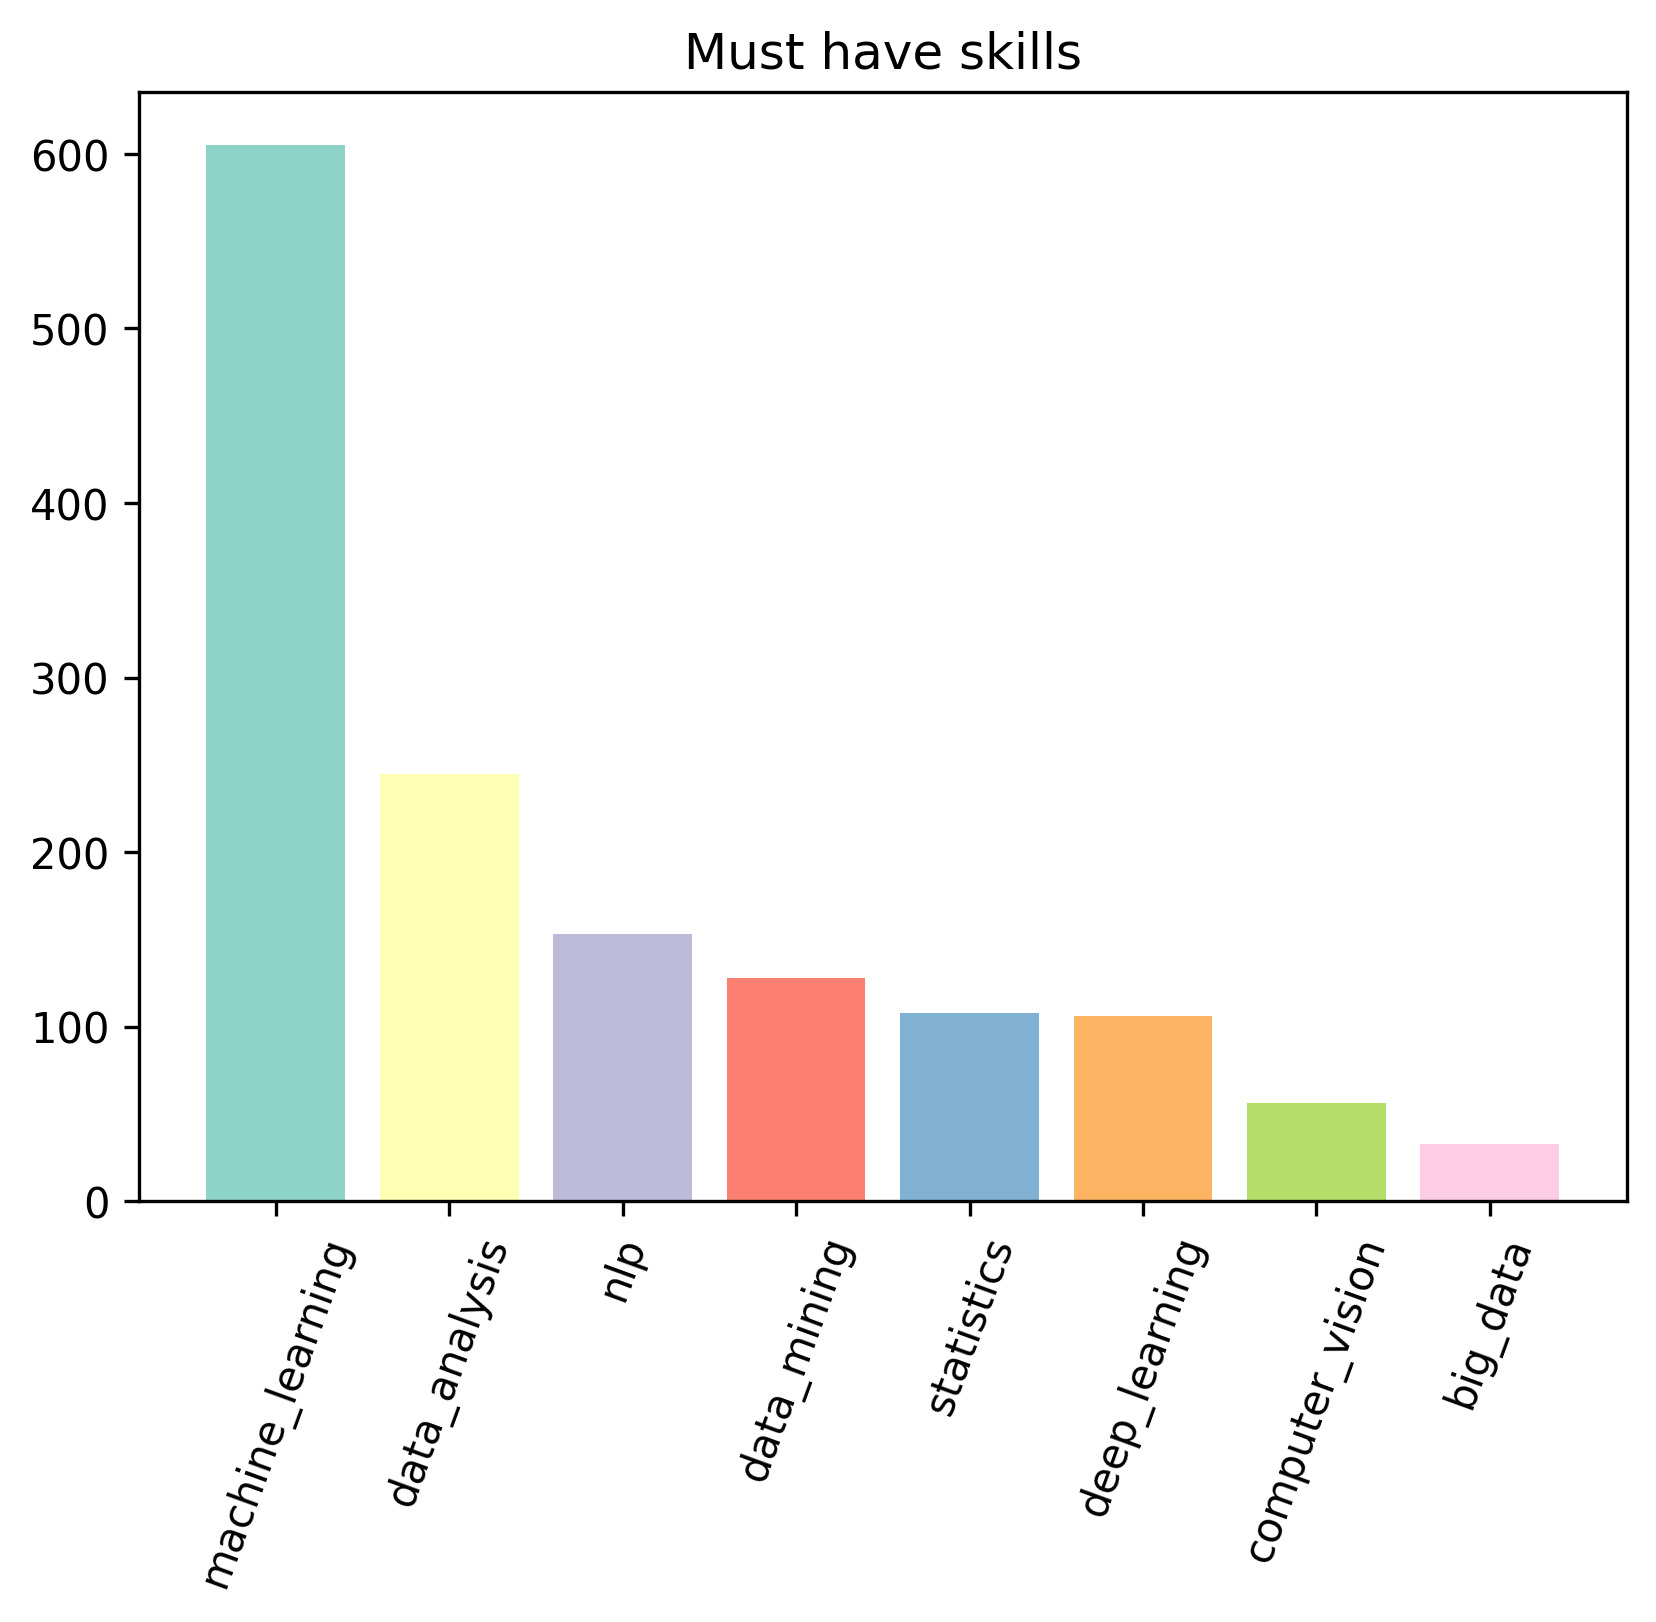 Must have skills
600
500
400
300
200
100
0
machine_learning
data_analysis
nlp
data_mining
statistics
deep_learning
computer_vision
big_data